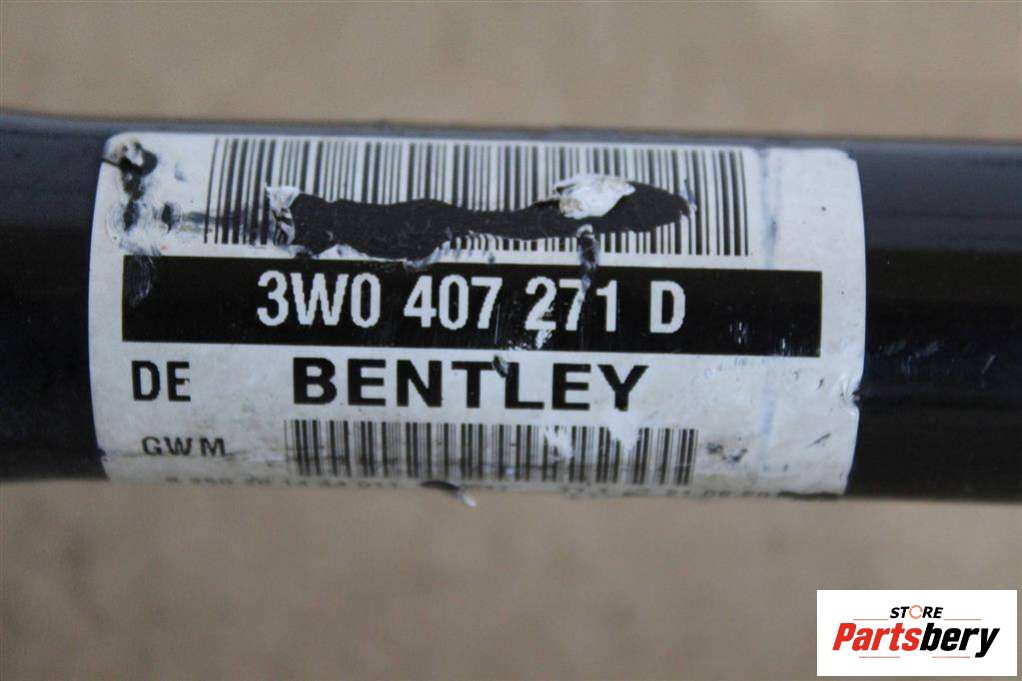 3W0 407 271 D
DE BENTLEY
GWM
STORE
Partsbery